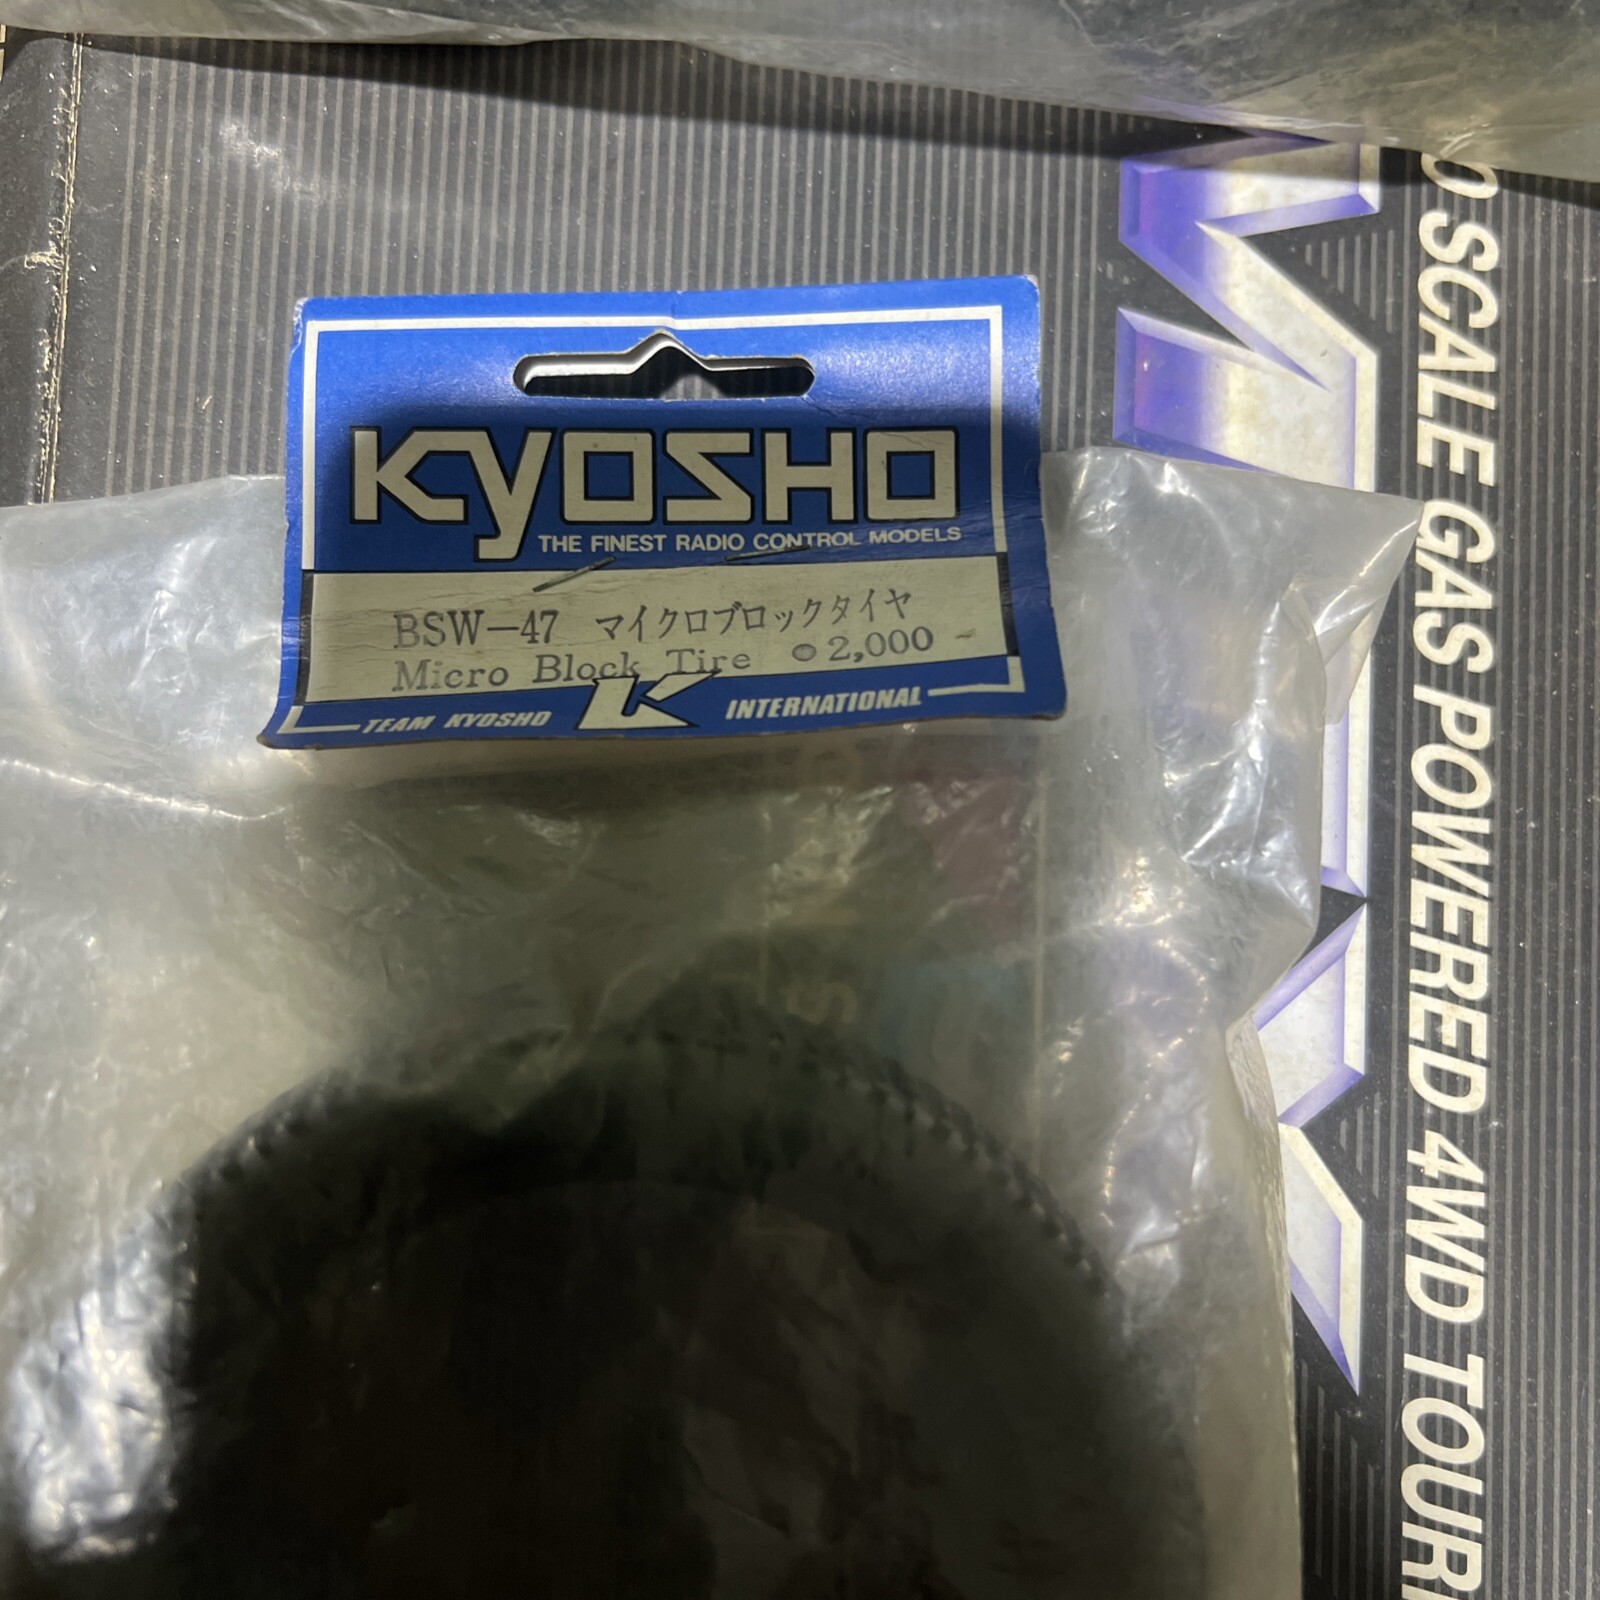 KYOSHO
THE FINEST RADIO CONTROL MODELS
BSW-47 マイクロブロックタイヤ
Micro Block Tire ●2,000
TEAM KYOSHO K INTERNATIONAL
SCALE GAS POWERED 4WD